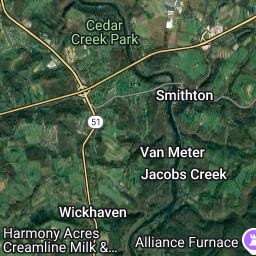 Cedar
Creek Park
Smithton
51
Van Meter
Jacobs Creek
Wickhaven
Harmony Acres
Creamline Milk &...
Alliance Furnace